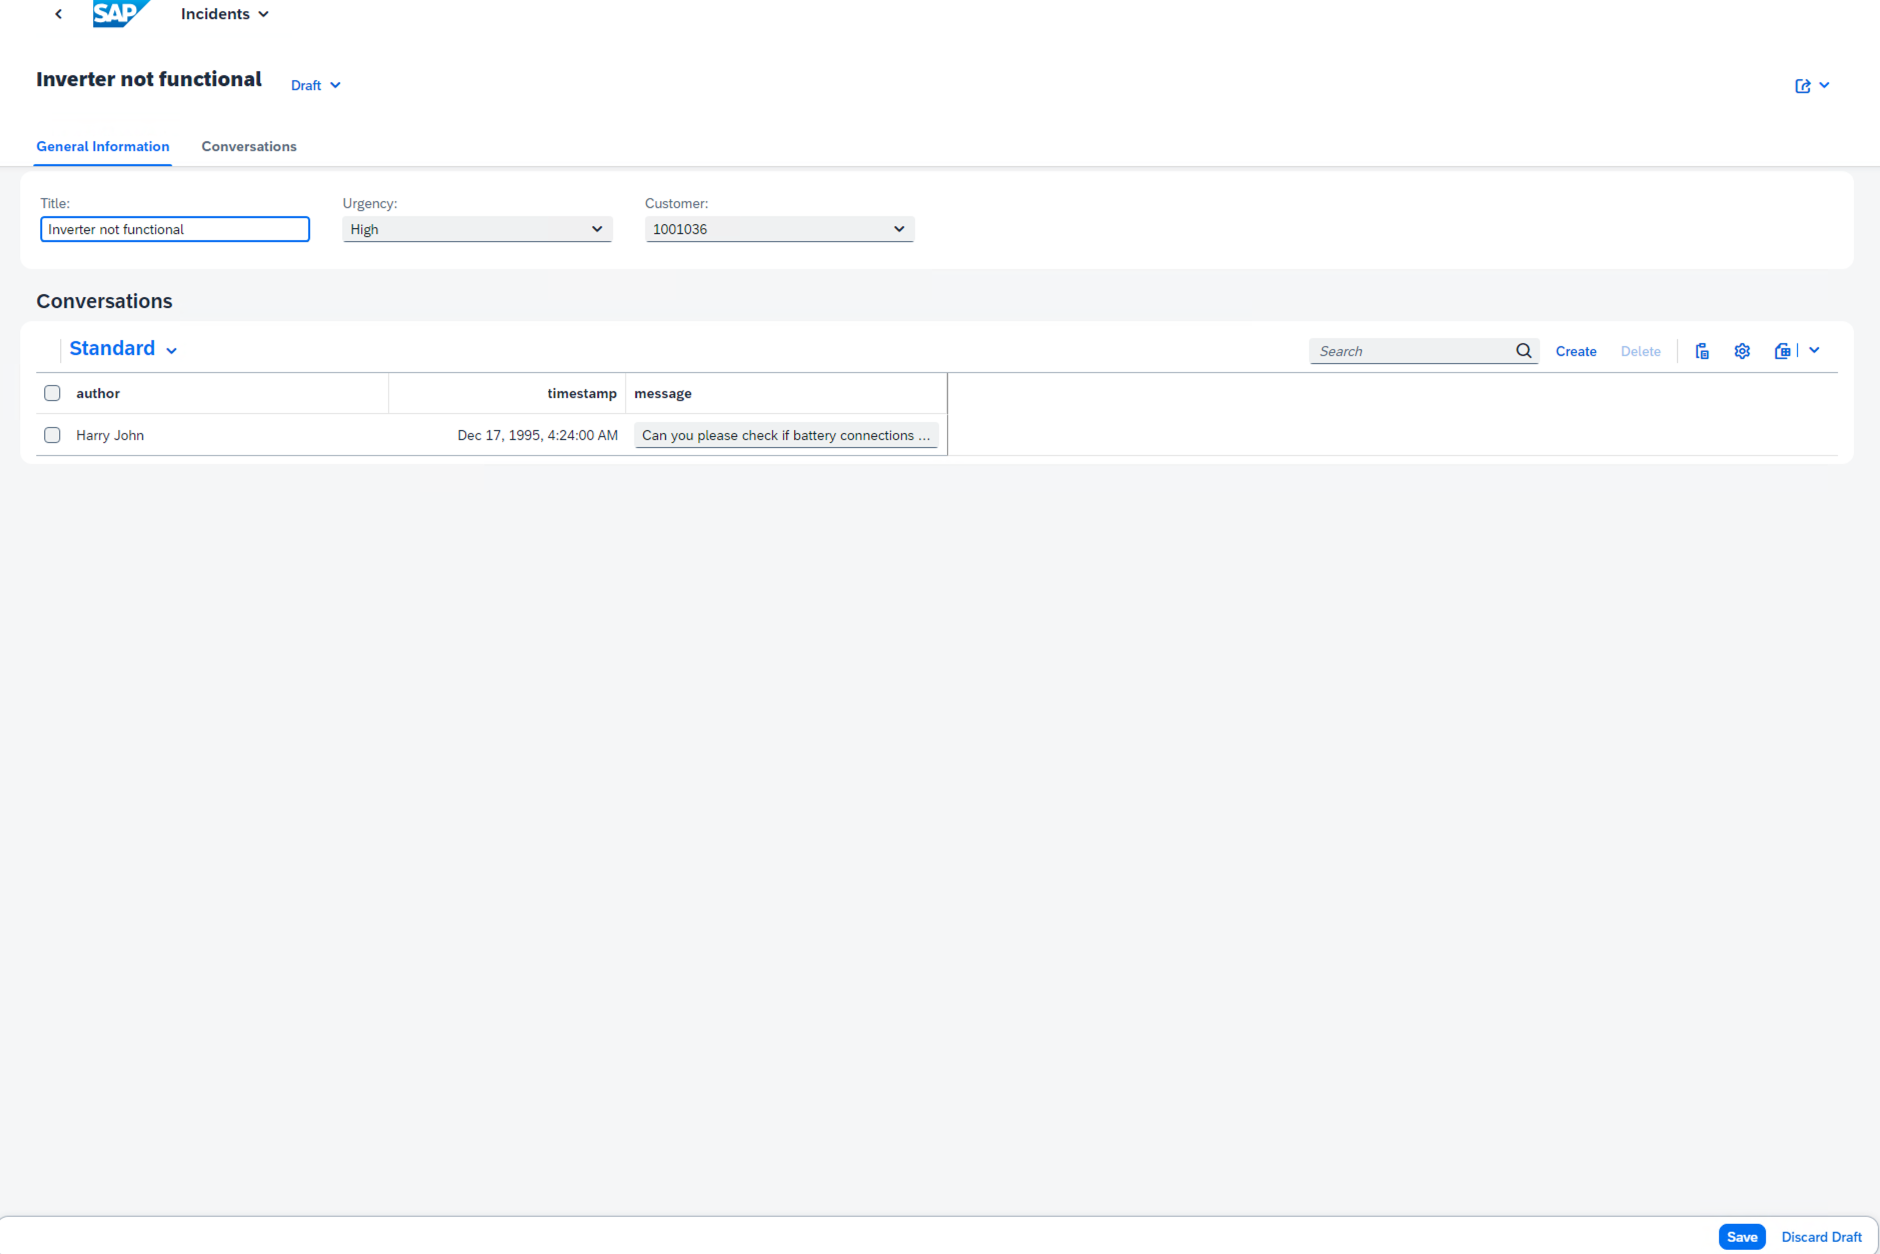 SAP Incidents
Inverter not functional Draft
General Information Conversations
Title: Urgency: Customer:
Inverter not functional High 1001036
Conversations
Standard Search Create Delete
author timestamp message
Harry John Dec 17, 1995, 4:24:00 AM Can you please check if battery connections ...
Save Discard Draft